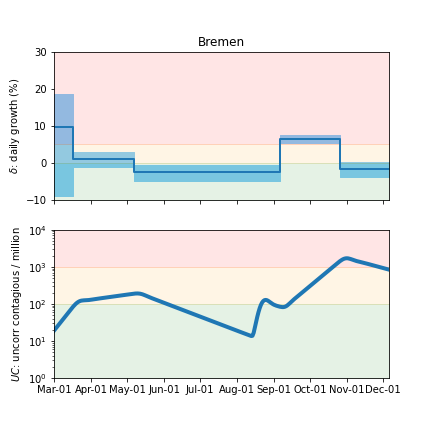 Bremen
δ: daily growth (%)
30
20
10
0
−10
UC: uncorr contagious / million
10⁴
10³
10²
10¹
10⁰
Mar-01 Apr-01 May-01 Jun-01 Jul-01 Aug-01 Sep-01 Oct-01 Nov-01 Dec-01